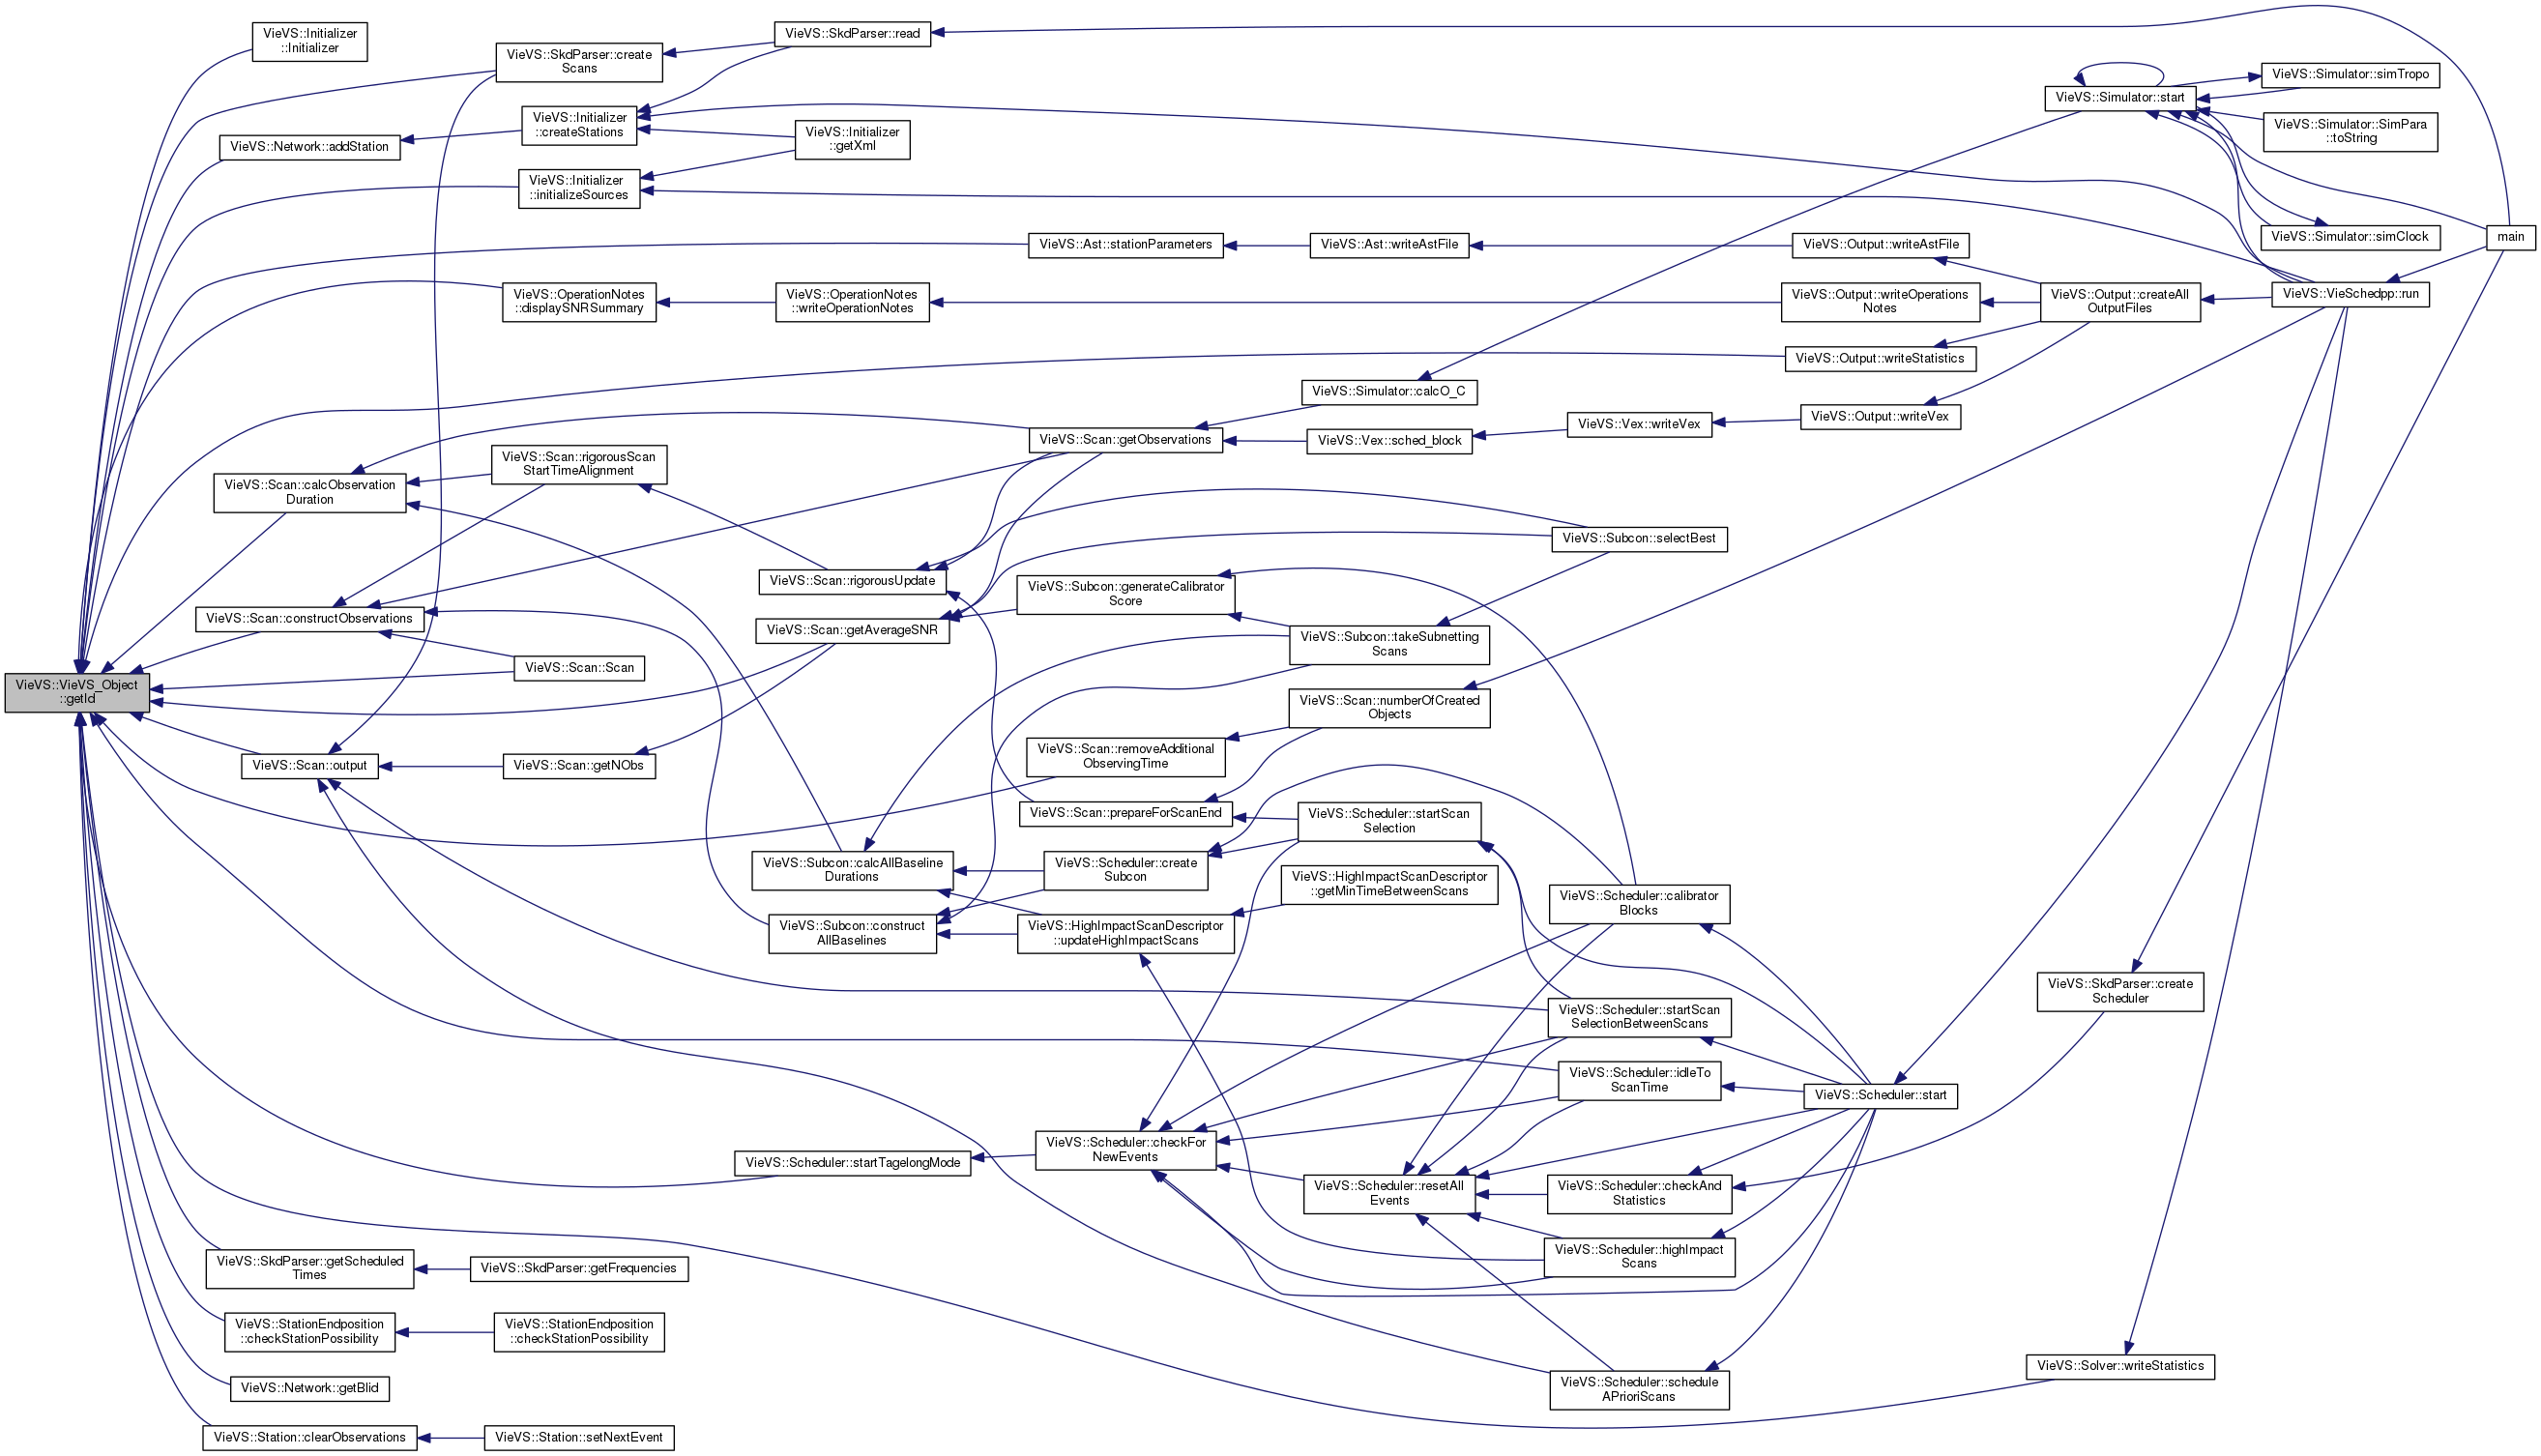 VieVS::Initializer
::Initializer
VieVS::SkdParser::create
Scans
VieVS::SkdParser::read
VieVS::Initializer
::createStations
VieVS::Network::addStation
VieVS::Initializer
::getXml
VieVS::Initializer
::initializeSources
VieVS::Simulator::start
VieVS::Simulator::simTropo
VieVS::Simulator::SimPara
::toString
VieVS::Simulator::simClock
main
VieVS::Ast::stationParameters
VieVS::Ast::writeAstFile
VieVS::Output::writeAstFile
VieVS::OperationNotes
::displaySNRSummary
VieVS::OperationNotes
::writeOperationNotes
VieVS::Output::writeOperations
Notes
VieVS::Output::createAll
OutputFiles
VieVS::VieSchedpp::run
VieVS::Output::writeStatistics
VieVS::Simulator::calcO_C
VieVS::Output::writeVex
VieVS::Vex::writeVex
VieVS::Vex::sched_block
VieVS::Scan::getObservations
VieVS::Scan::rigorousScan
StartTimeAlignment
VieVS::Scan::calcObservation
Duration
VieVS::Subcon::selectBest
VieVS::Scan::rigorousUpdate
VieVS::Subcon::generateCalibrator
Score
VieVS::Scan::constructObservations
VieVS::Scan::getAverageSNR
VieVS::Subcon::takeSubnetting
Scans
VieVS::Scan::Scan
VieVS::VieVS_Object
::getId
VieVS::Scan::numberOfCreated
Objects
VieVS::Scan::output
VieVS::Scan::getNObs
VieVS::Scan::removeAdditional
ObservingTime
VieVS::Scan::prepareForScanEnd
VieVS::Scheduler::startScan
Selection
VieVS::Subcon::calcAllBaseline
Durations
VieVS::Scheduler::create
Subcon
VieVS::HighImpactScanDescriptor
::getMinTimeBetweenScans
VieVS::Scheduler::calibrator
Blocks
VieVS::Subcon::construct
AllBaselines
VieVS::HighImpactScanDescriptor
::updateHighImpactScans
VieVS::SkdParser::create
Scheduler
VieVS::Scheduler::startScan
SelectionBetweenScans
VieVS::Scheduler::idleTo
ScanTime
VieVS::Scheduler::start
VieVS::Scheduler::checkFor
NewEvents
VieVS::Scheduler::startTagelongMode
VieVS::Scheduler::resetAll
Events
VieVS::Scheduler::checkAnd
Statistics
VieVS::Scheduler::highImpact
Scans
VieVS::SkdParser::getScheduled
Times
VieVS::SkdParser::getFrequencies
VieVS::StationEndposition
::checkStationPossibility
VieVS::StationEndposition
::checkStationPossibility
VieVS::Solver::writeStatistics
VieVS::Scheduler::schedule
APrioriScans
VieVS::Network::getBlid
VieVS::Station::clearObservations
VieVS::Station::setNextEvent